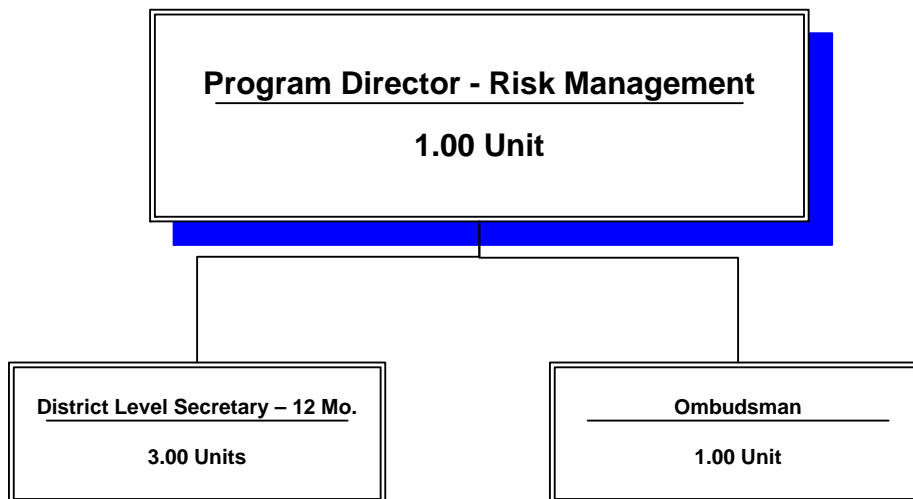 Program Director - Risk Management
1.00 Unit
District Level Secretary – 12 Mo.
3.00 Units
Ombudsman
1.00 Unit